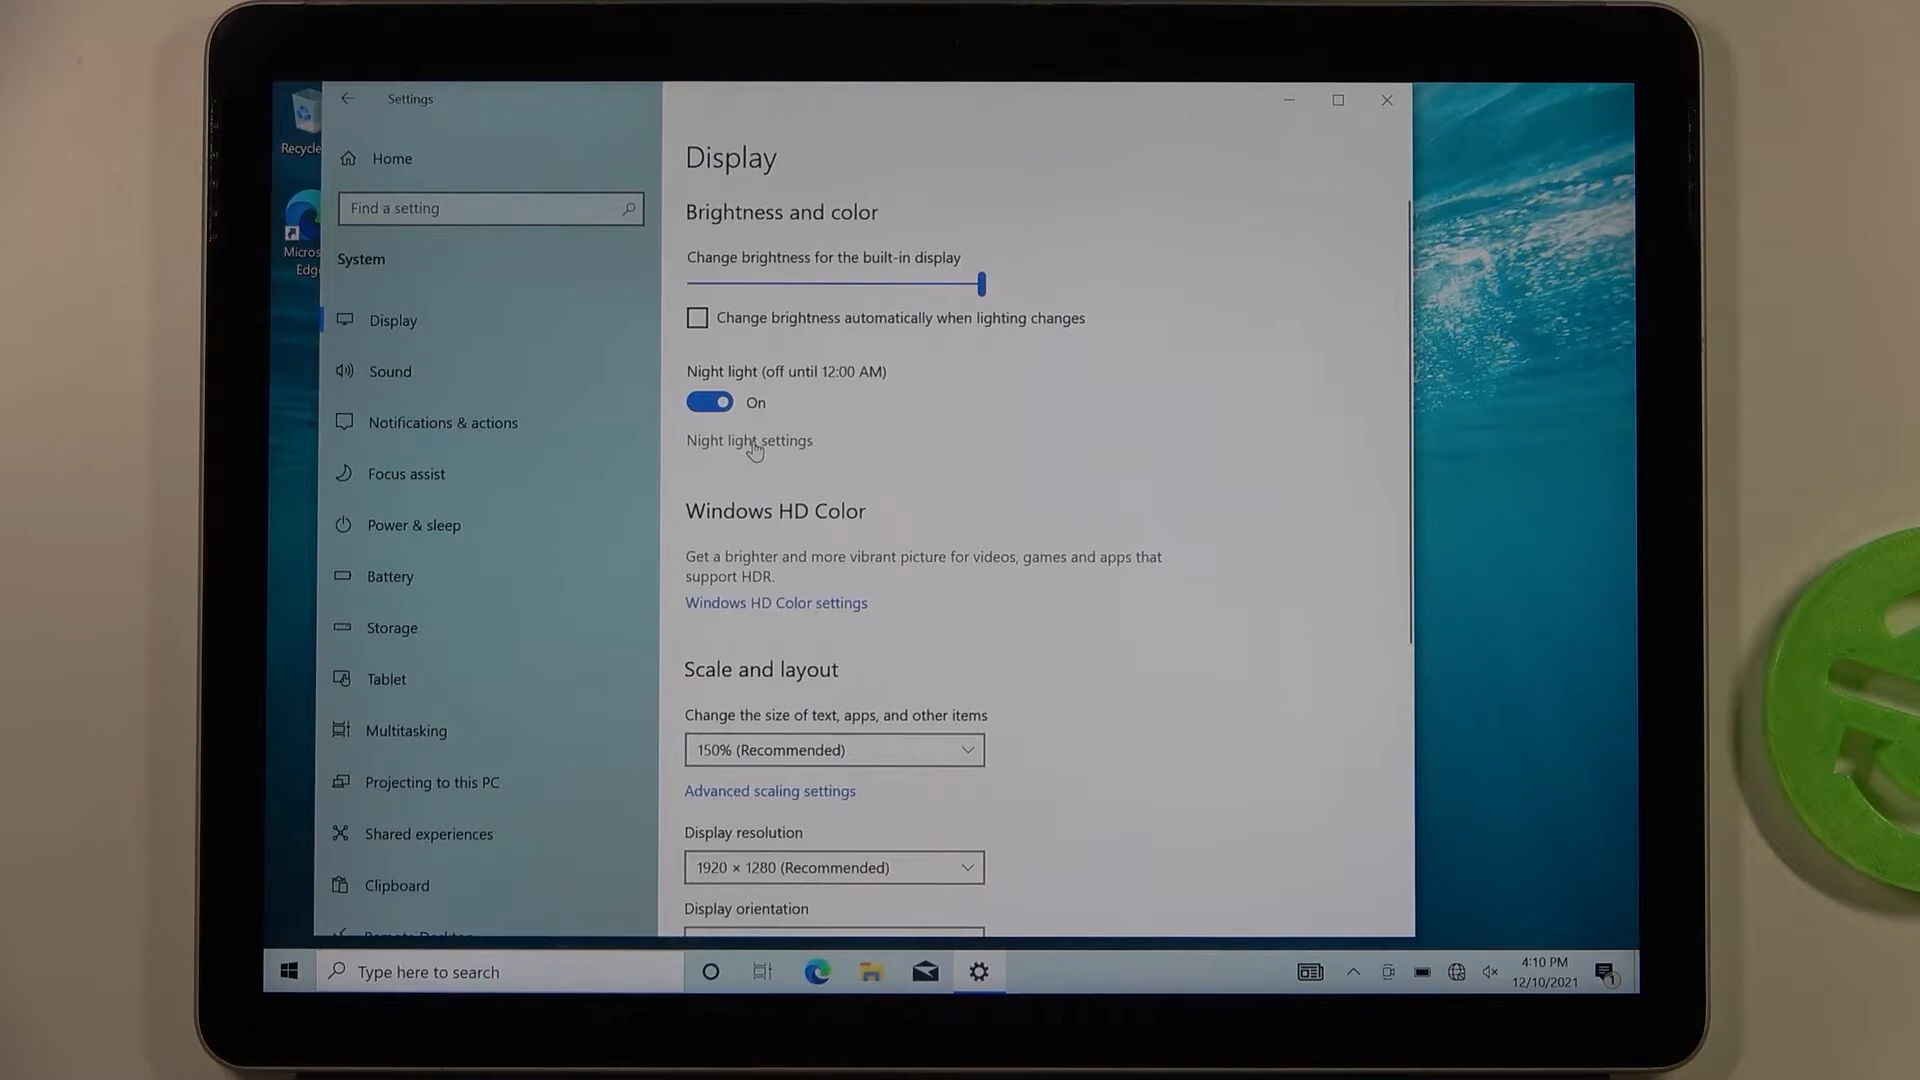 Recycle
Micros
Edg
Settings
Home
Find a setting
System
Display
Sound
Notifications & actions
Focus assist
Power & sleep
Battery
Storage
Tablet
Multitasking
Projecting to this PC
Shared experiences
Clipboard
Remote Desktop
Display
Brightness and color
Change brightness for the built-in display
Change brightness automatically when lighting changes
Night light (off until 12:00 AM)
On
Night light settings
Windows HD Color
Get a brighter and more vibrant picture for videos, games and apps that
support HDR.
Windows HD Color settings
Scale and layout
Change the size of text, apps, and other items
150% (Recommended)
Advanced scaling settings
Display resolution
1920 × 1280 (Recommended)
Display orientation
Type here to search
4:10 PM
12/10/2021
1